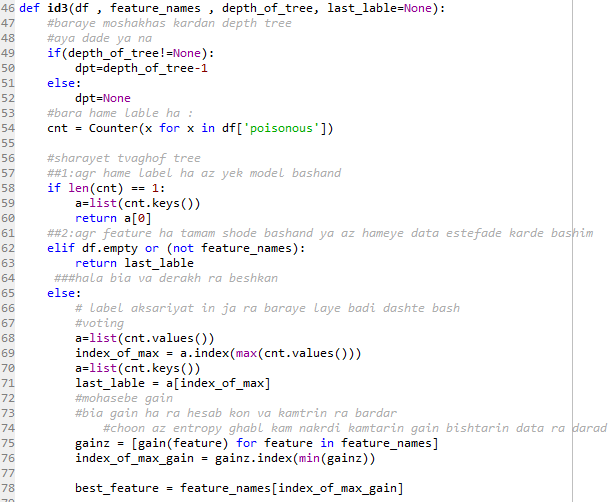 46 def id3(df , feature_names , depth_of_tree, last_lable=None):
47     #baraye moshakhas kardan depth tree
48     #aya dade ya na
49     if(depth_of_tree!=None):
50         dpt=depth_of_tree-1
51     else:
52         dpt=None
53     #bara hame lable ha :
54     cnt = Counter(x for x in df['poisonous'])
55
56     #sharayet tvaghof tree
57     ##1:agr hame label ha az yek model bashand
58     if len(cnt) == 1:
59         a=list(cnt.keys())
60         return a[0]
61     ##2:agr feature ha tamam shode bashand ya az hameye data estefade karde bashim
62     elif df.empty or (not feature_names):
63         return last_lable
64      ###hala bia va derakh ra beshkan
65     else:
66         # label aksariyat in ja ra baraye laye badi dashte bash
67         #voting
68         a=list(cnt.values())
69         index_of_max = a.index(max(cnt.values()))
70         a=list(cnt.keys())
71         last_lable = a[index_of_max]
72         #mohasebe gain
73         #bia gain ha ra hesab kon va kamtrin ra bardar
74             #choon az entropy ghabl kam nakrdi kamtarin gain bishtarin data ra darad
75         gainz = [gain(feature) for feature in feature_names]
76         index_of_max_gain = gainz.index(min(gainz))
77
78         best_feature = feature_names[index_of_max_gain]